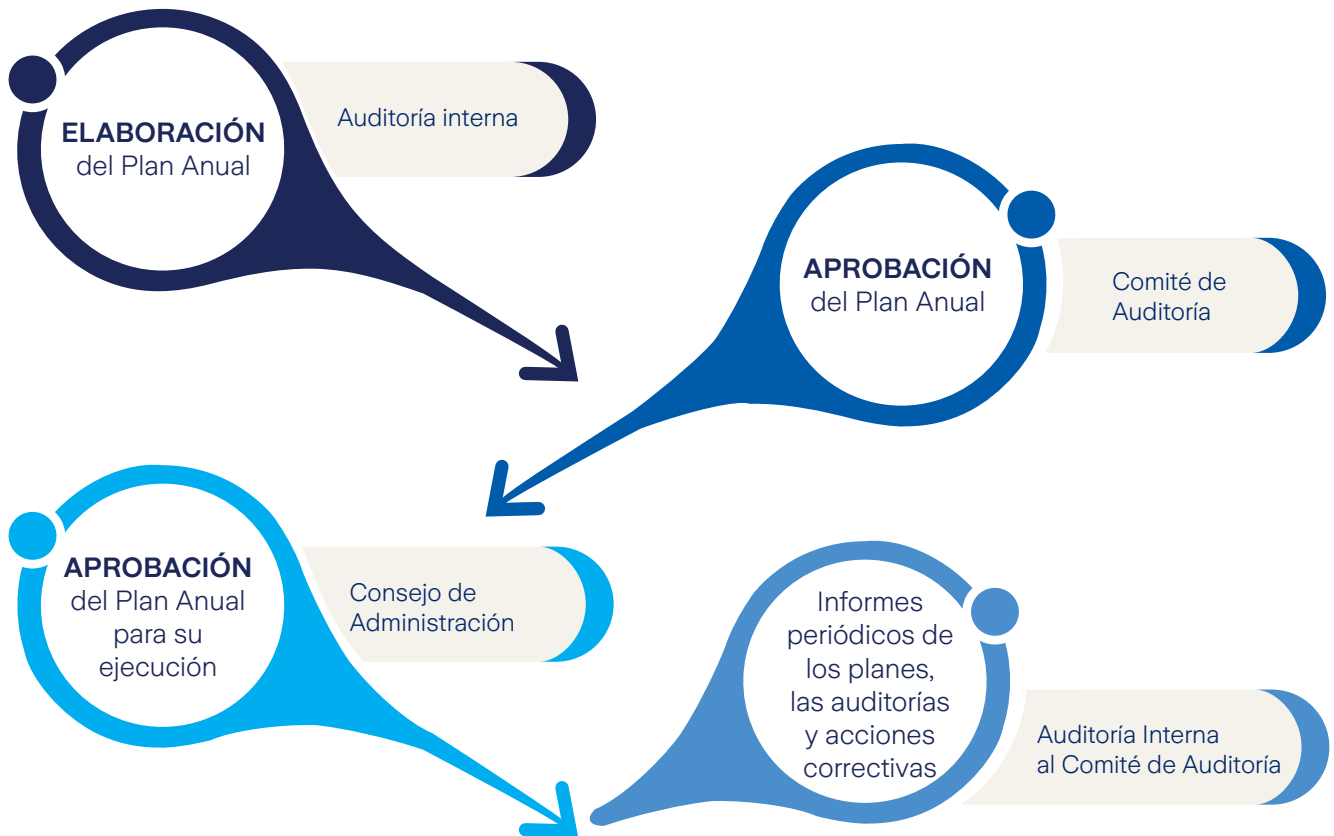 ELABORACIÓN
del Plan Anual
Auditoría interna
APROBACIÓN
del Plan Anual
Comité de
Auditoría
APROBACIÓN
del Plan Anual
para su
ejecución
Consejo de
Administración
Informes
periódicos de
los planes,
las auditorías
y acciones
correctivas
Auditoría Interna
al Comité de Auditoría